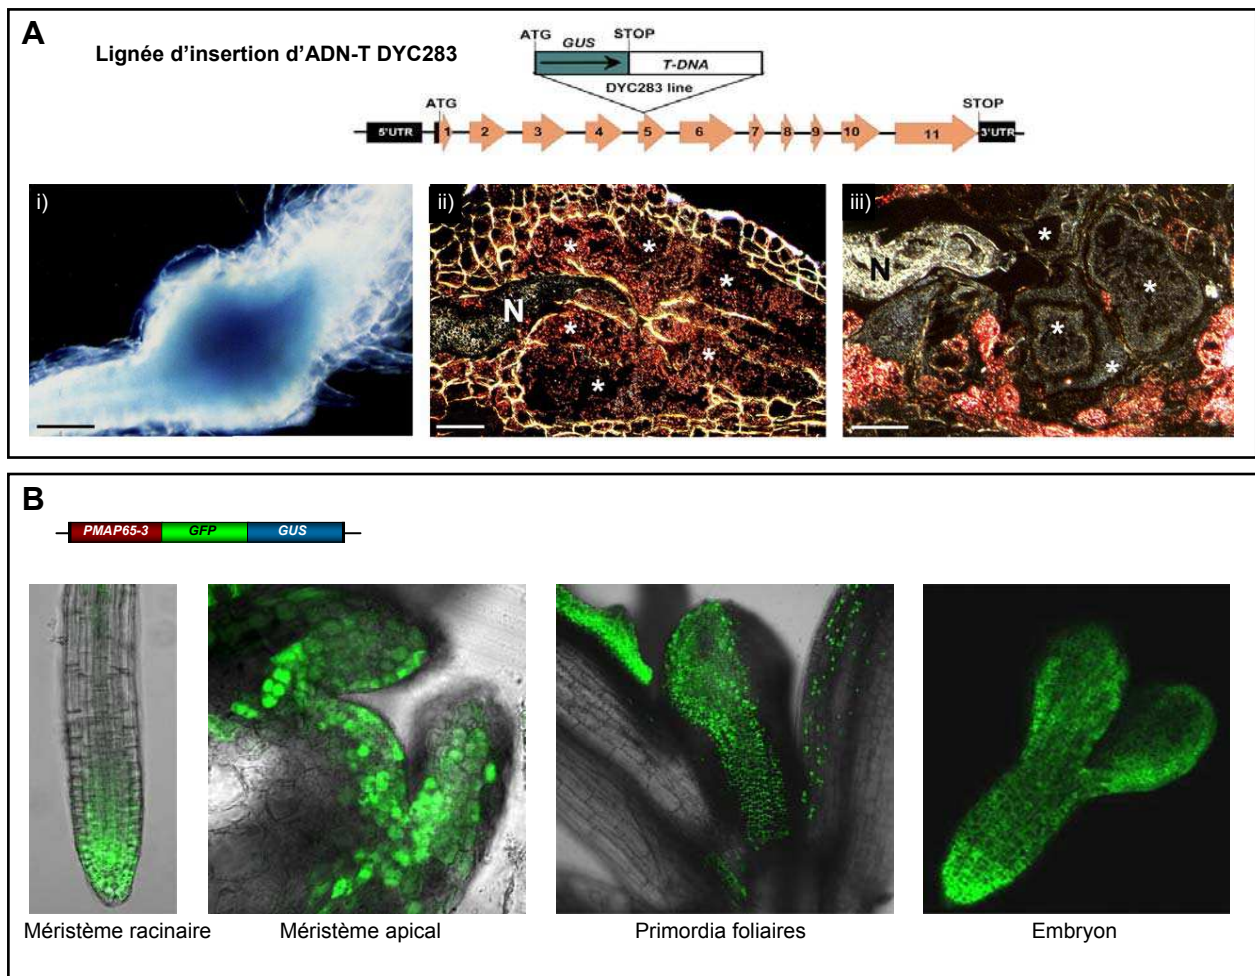 A
Lignée d'insertion d'ADN-T DYC283
ATG GUS STOP
T-DNA
DYC283 line
ATG STOP
5'UTR 1 2 3 4 5 6 7 8 9 10 11 3'UTR
i) ii) iii)
* * * * * *
N
N
* * * *
B
PMAP65-3 GFP GUS
Méristème racinaire Méristème apical Primordia foliaires Embryon